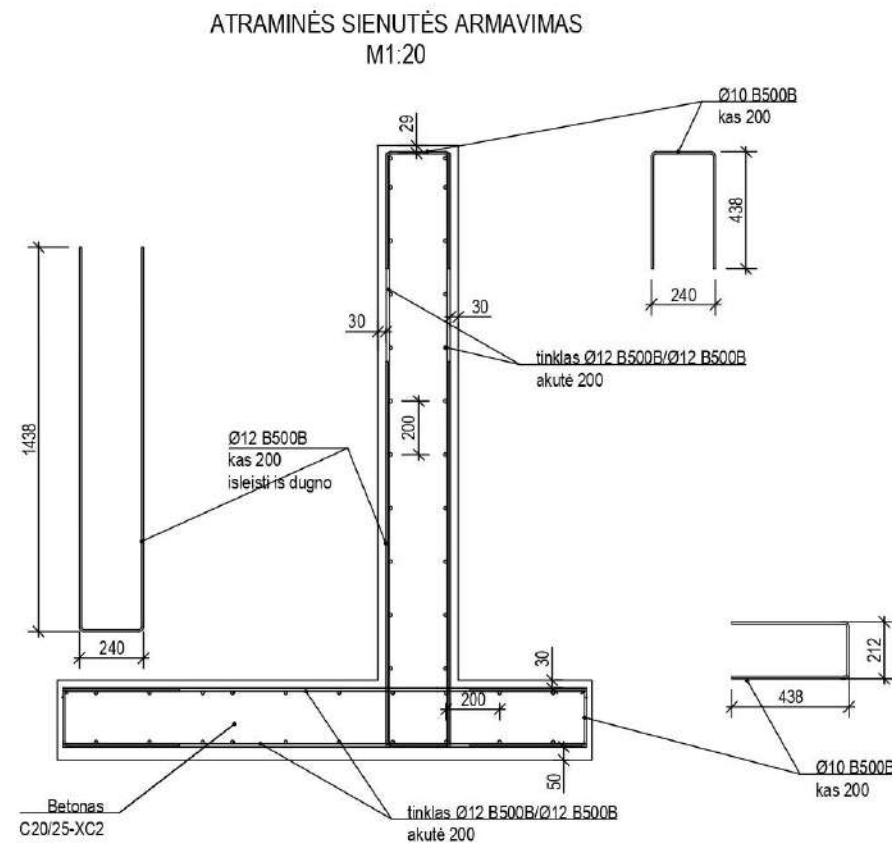 ATRAMINĖS SIENUTĖS ARMAVIMAS
M1:20
Ø10 B500B
kas 200
29
438
240
30
30
tinklas Ø12 B500B/Ø12 B500B
akutė 200
200
1438
Ø12 B500B
kas 200
isleisti is dugno
240
30
200
212
438
50
Ø10 B500B
kas 200
Betonas
C20/25-XC2
tinklas Ø12 B500B/Ø12 B500B
akutė 200